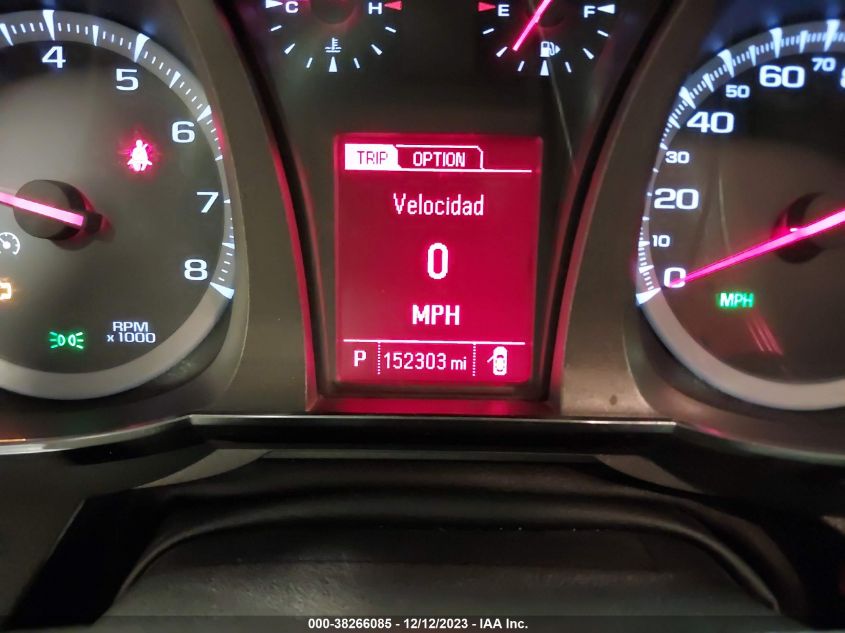 C H
E F
4
5
6
7
8
RPM
x1000
TRIP OPTION
Velocidad
0
MPH
P 152303 mi
0
10
20
30
40
50
60
70
MPH
000-38266085 - 12/12/2023 - IAA Inc.